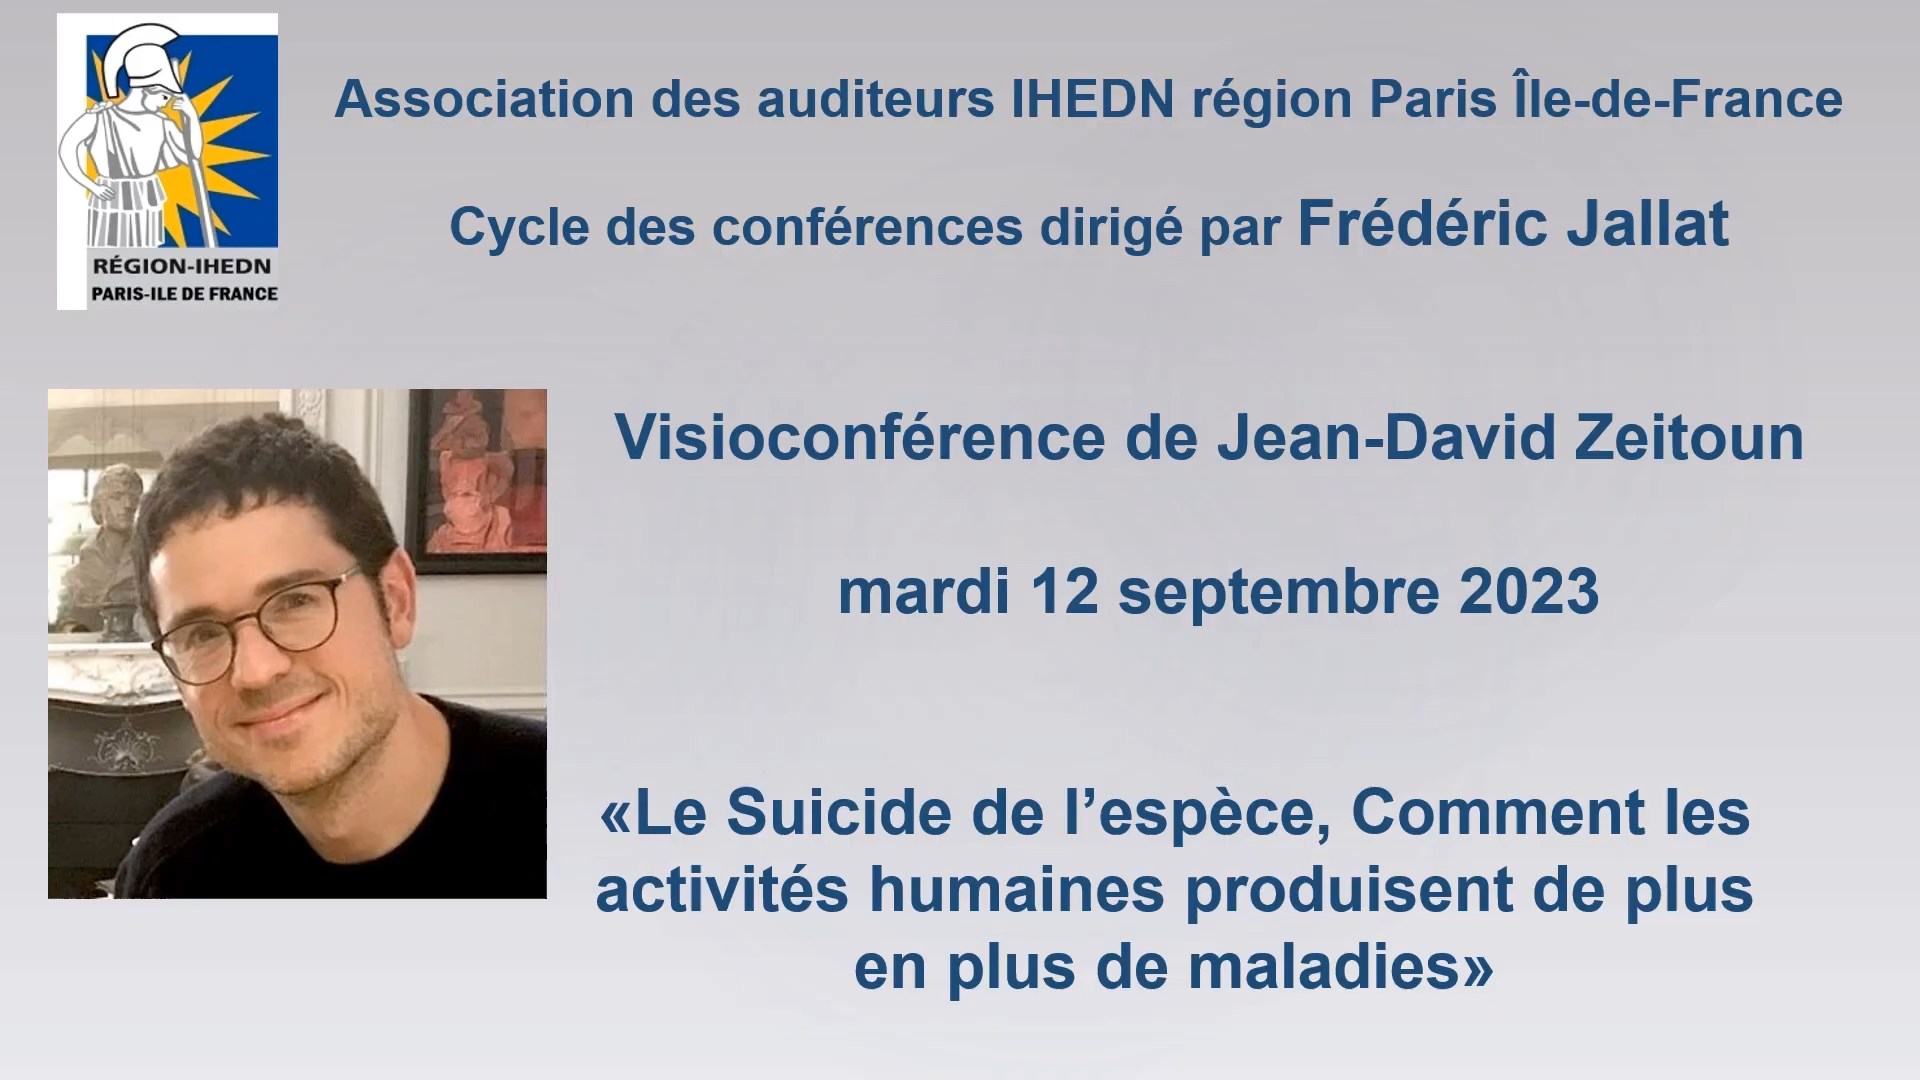 Association des auditeurs IHEDN région Paris Île-de-France
Cycle des conférences dirigé par Frédéric Jallat
RÉGION-IHEDN
PARIS-ILE DE FRANCE
Visioconférence de Jean-David Zeitoun
mardi 12 septembre 2023
«Le Suicide de l’espèce, Comment les
activités humaines produisent de plus
en plus de maladies»